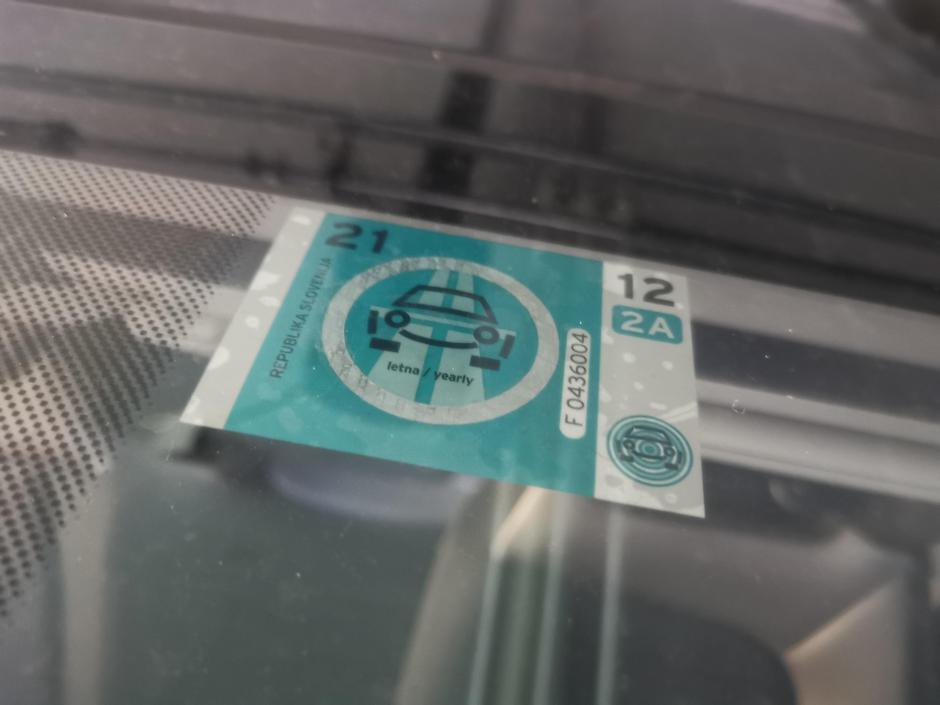 21
REPUBLIKA SLOVENIJA
letna / yearly
F 0436004
12
2A